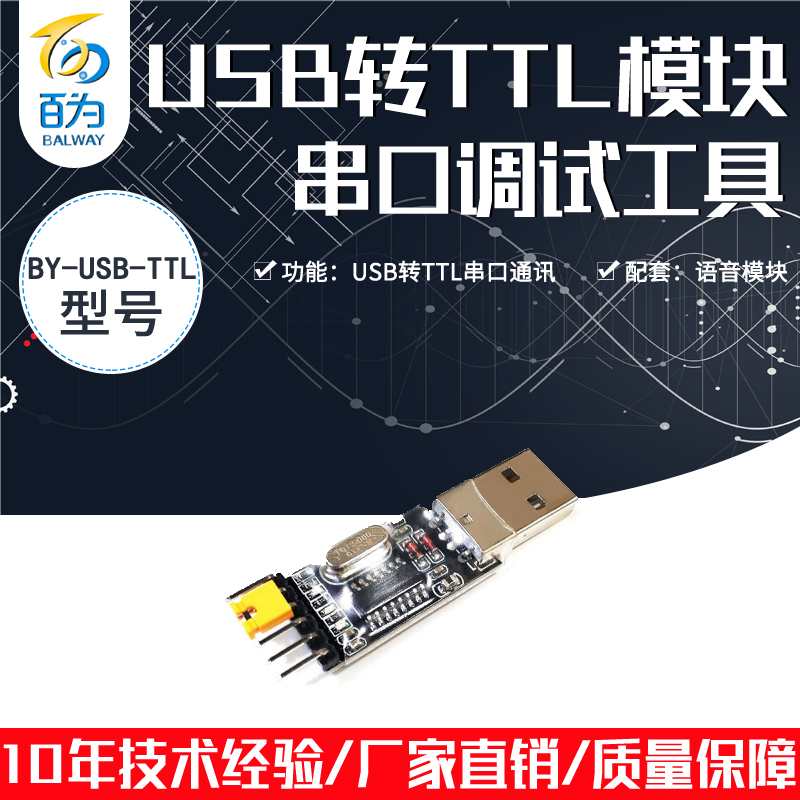 百为
BALWAY
USB转TTL模块
串口调试工具
BY-USB-TTL
型号
功能：USB转TTL串口通讯
配套：语音模块
10年技术经验/厂家直销/质量保障